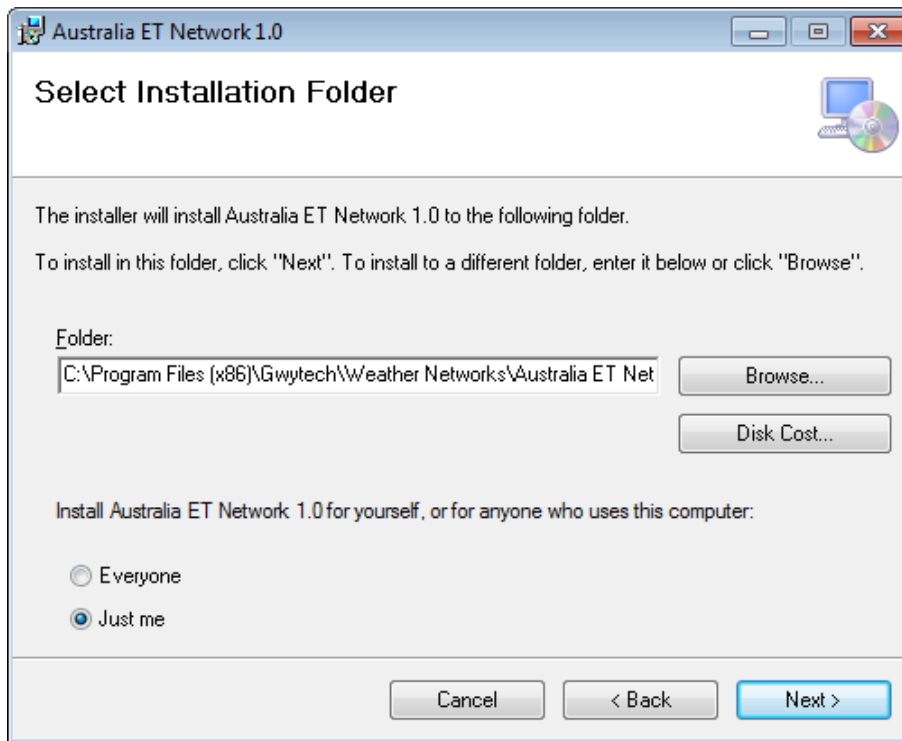 Australia ET Network 1.0
Select Installation Folder
The installer will install Australia ET Network 1.0 to the following folder.
To install in this folder, click "Next". To install to a different folder, enter it below or click "Browse".
Folder:
C:\Program Files (x86)\Gwytech\Weather Networks\Australia ET Net
Browse...
Disk Cost...
Install Australia ET Network 1.0 for yourself, or for anyone who uses this computer:
Everyone
Just me
Cancel
< Back
Next >